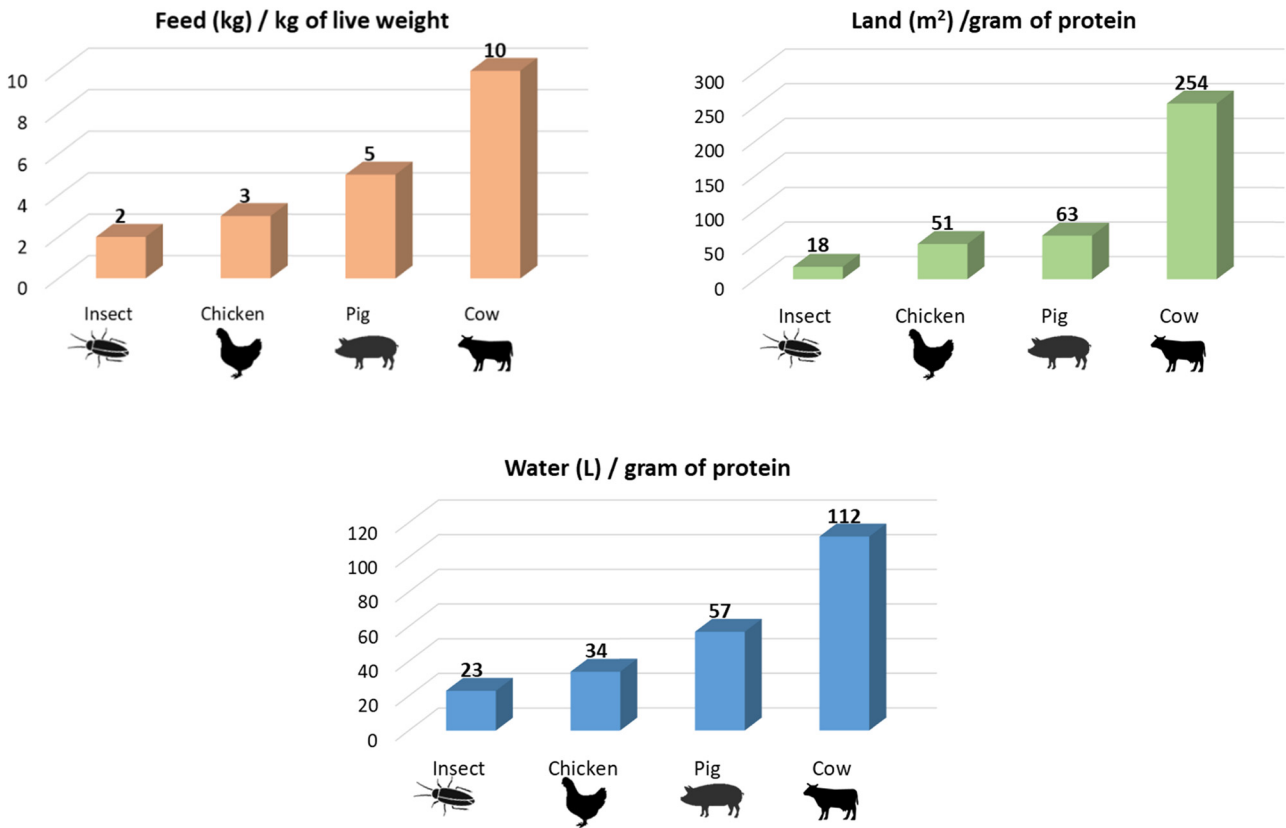 Feed (kg) / kg of live weight
10
8
6
4
2
0
2
3
5
10
Insect
Chicken
Pig
Cow
Land (m²) /gram of protein
300
250
200
150
100
50
0
18
51
63
254
Insect
Chicken
Pig
Cow
Water (L) / gram of protein
120
100
80
60
40
20
0
23
34
57
112
Insect
Chicken
Pig
Cow